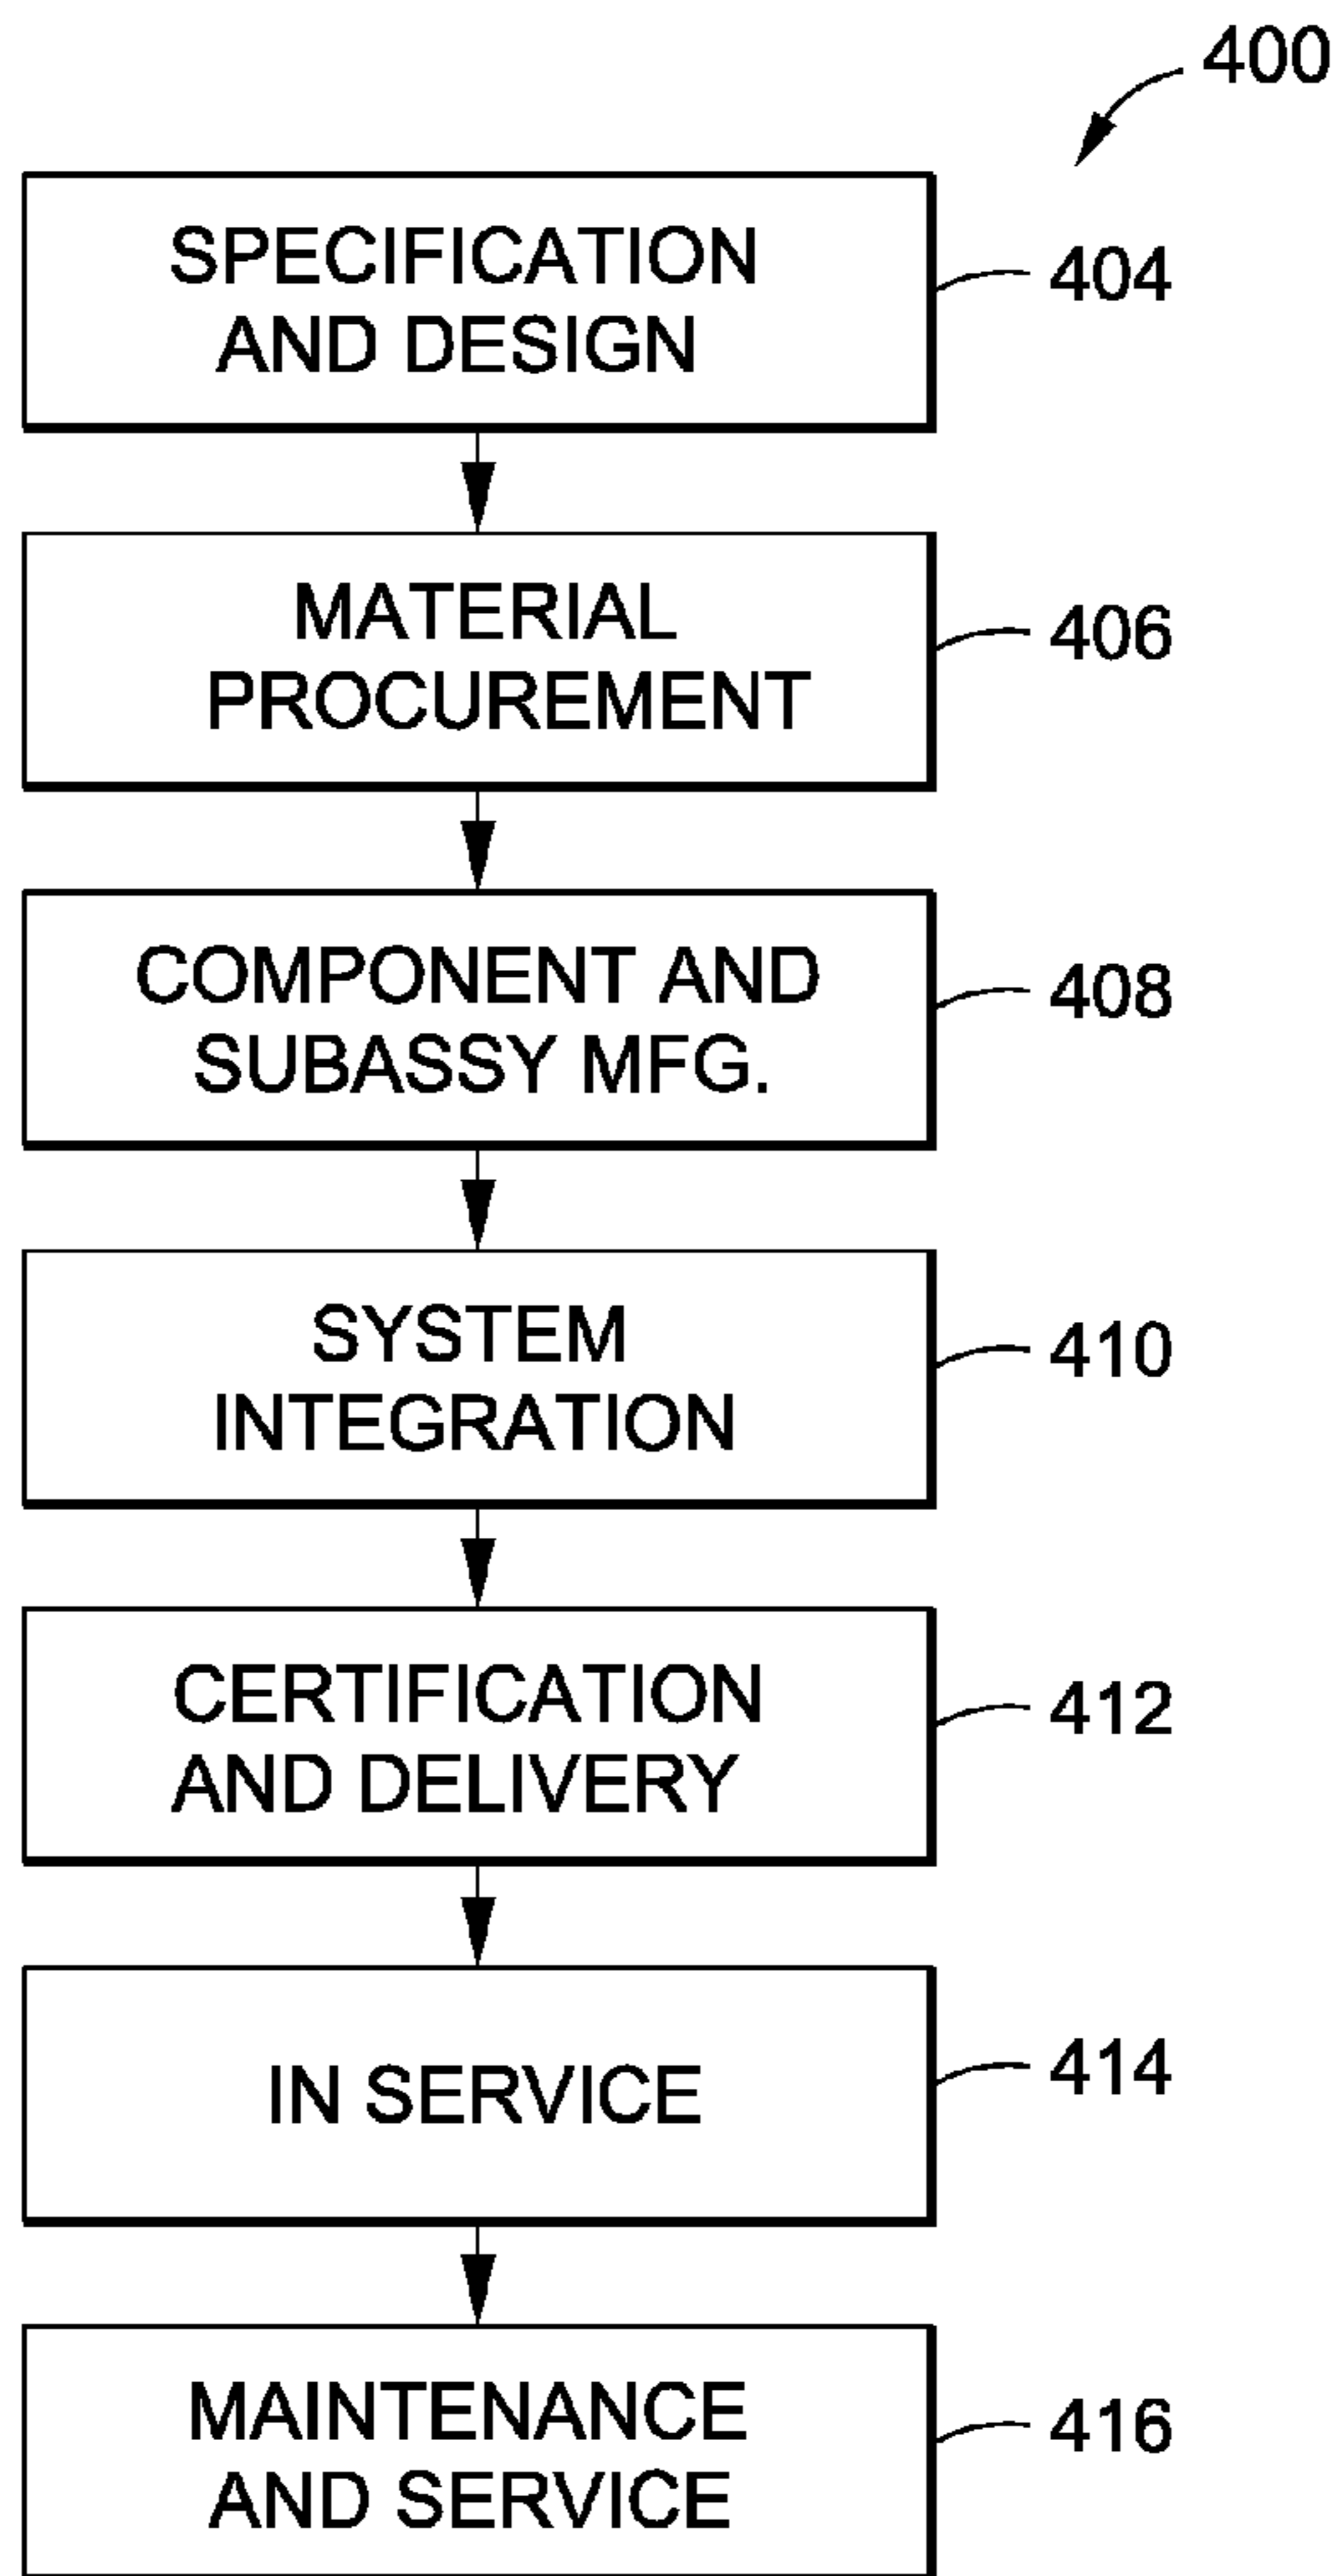 400
SPECIFICATION
AND DESIGN
404
MATERIAL
PROCUREMENT
406
COMPONENT AND
SUBASSY MFG.
408
SYSTEM
INTEGRATION
410
CERTIFICATION
AND DELIVERY
412
IN SERVICE
414
MAINTENANCE
AND SERVICE
416